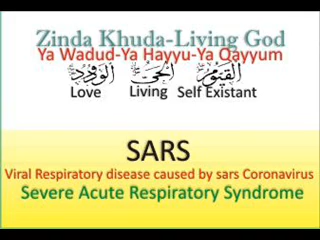 Zinda Khuda-Living God
Ya Wadud-Ya Hayyu-Ya Qayyum
الْوَدُودُ الْحَيُّ الْقَيُّومُ
Love Living Self Existant
SARS
Viral Respiratory disease caused by sars Coronavirus
Severe Acute Respiratory Syndrome